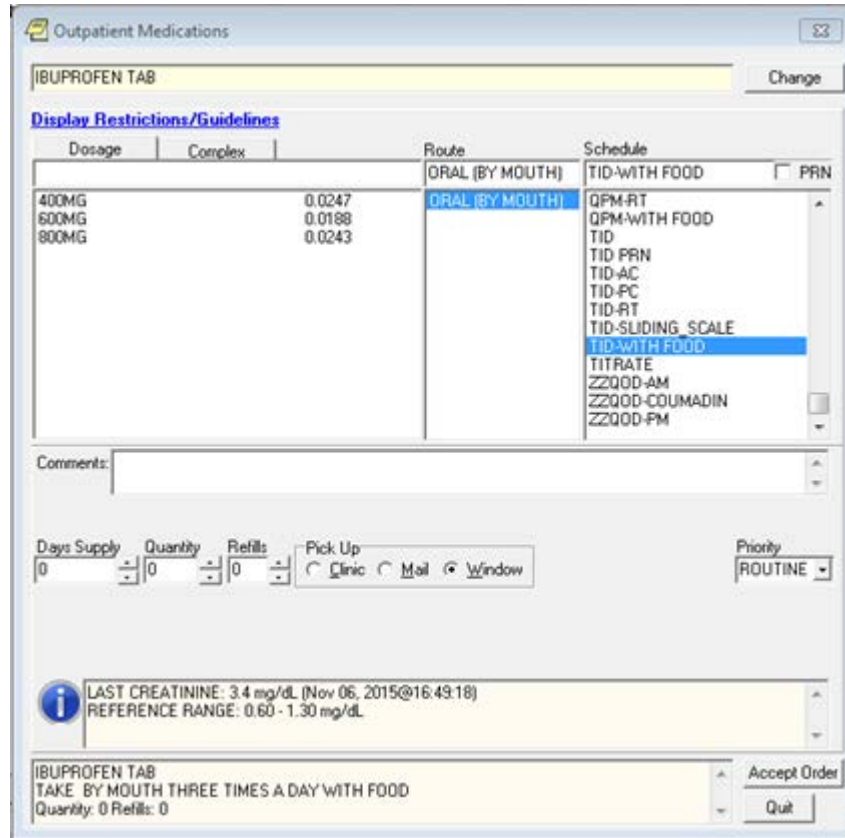 Outpatient Medications
IBUPROFEN TAB
Change
Display Restrictions/Guidelines
Dosage Complex Route Schedule
ORAL (BY MOUTH) TID-WITH FOOD PRN
400MG 0.0247
600MG 0.0188
800MG 0.0243
ORAL (BY MOUTH)
QPM-RT
QPM-WITH FOOD
TID
TID PRN
TID-AC
TID-PC
TID-RT
TID-SLIDING_SCALE
TID-WITH FOOD
TITRATE
ZZQOD-AM
ZZQOD-COUMADIN
ZZQOD-PM
Comments:
Days Supply Quantity Refills Pick Up Priority
0 0 0 Clinic Mail Window ROUTINE
LAST CREATININE: 3.4 mg/dL (Nov 06, 2015@16:49:18)
REFERENCE RANGE: 0.60 - 1.30 mg/dL
IBUPROFEN TAB
TAKE BY MOUTH THREE TIMES A DAY WITH FOOD
Quantity: 0 Refills: 0
Accept Order
Quit